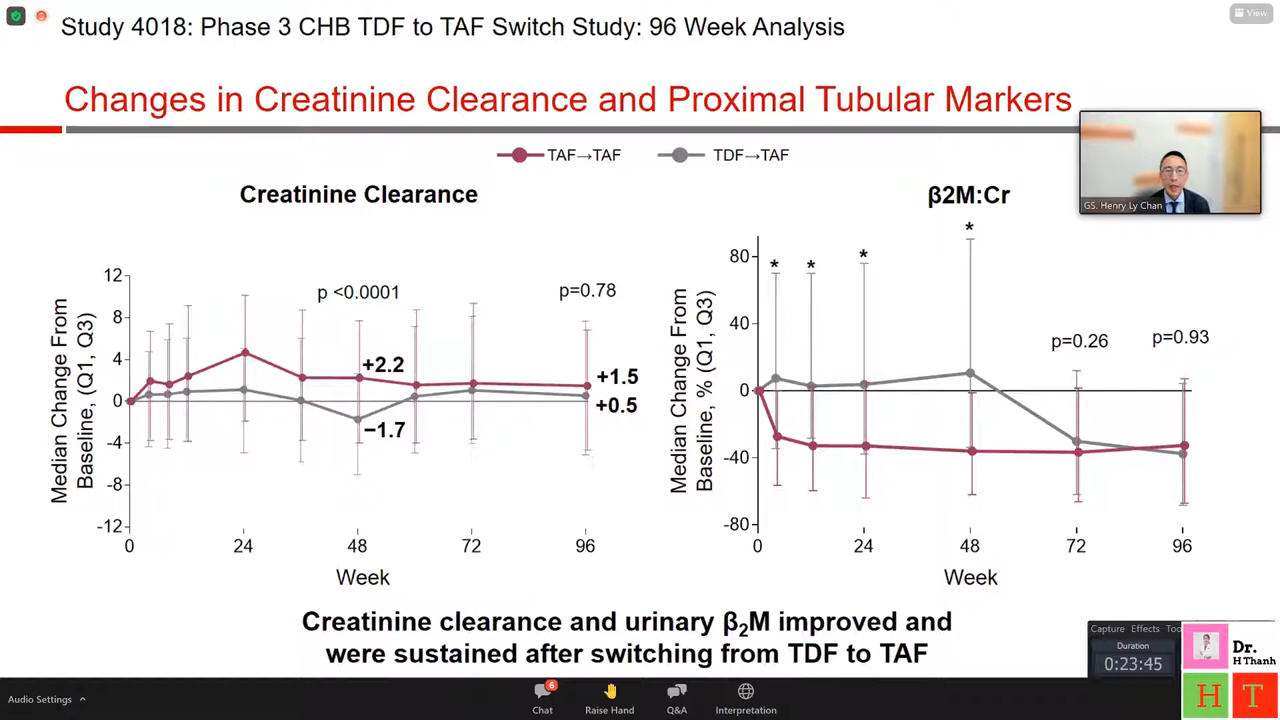 Study 4018: Phase 3 CHB TDF to TAF Switch Study: 96 Week Analysis
View
Changes in Creatinine Clearance and Proximal Tubular Markers
TAF→TAF
TDF→TAF
GS. Henry Ly Chan
Creatinine Clearance
Median Change From
Baseline, (Q1, Q3)
12
8
4
0
-4
-8
-12
p <0.0001
p=0.78
+2.2
−1.7
+1.5
+0.5
0 24 48 72 96
Week
β2M:Cr
Median Change From
Baseline, % (Q1, Q3)
80
40
0
-40
-80
* * * *
p=0.26
p=0.93
0 24 48 72 96
Week
Creatinine clearance and urinary β₂M improved and
were sustained after switching from TDF to TAF
Capture Effects Too
Duration
0:23:45
Dr.
H Thanh
H T
Audio Settings
6
Chat
Raise Hand
Q&A
Interpretation